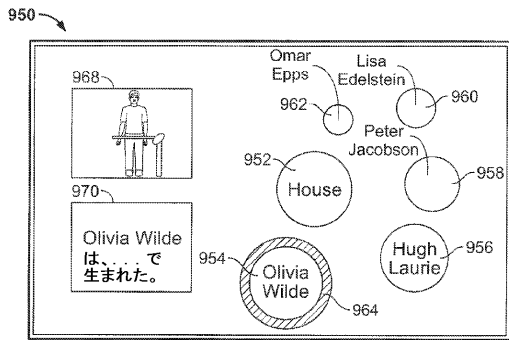 950
968
970
Olivia Wilde
は、...で
生まれた。
Omar
Epps
962
Lisa
Edelstein
960
Peter
Jacobson
958
952
House
954
Olivia
Wilde
964
Hugh
Laurie
956